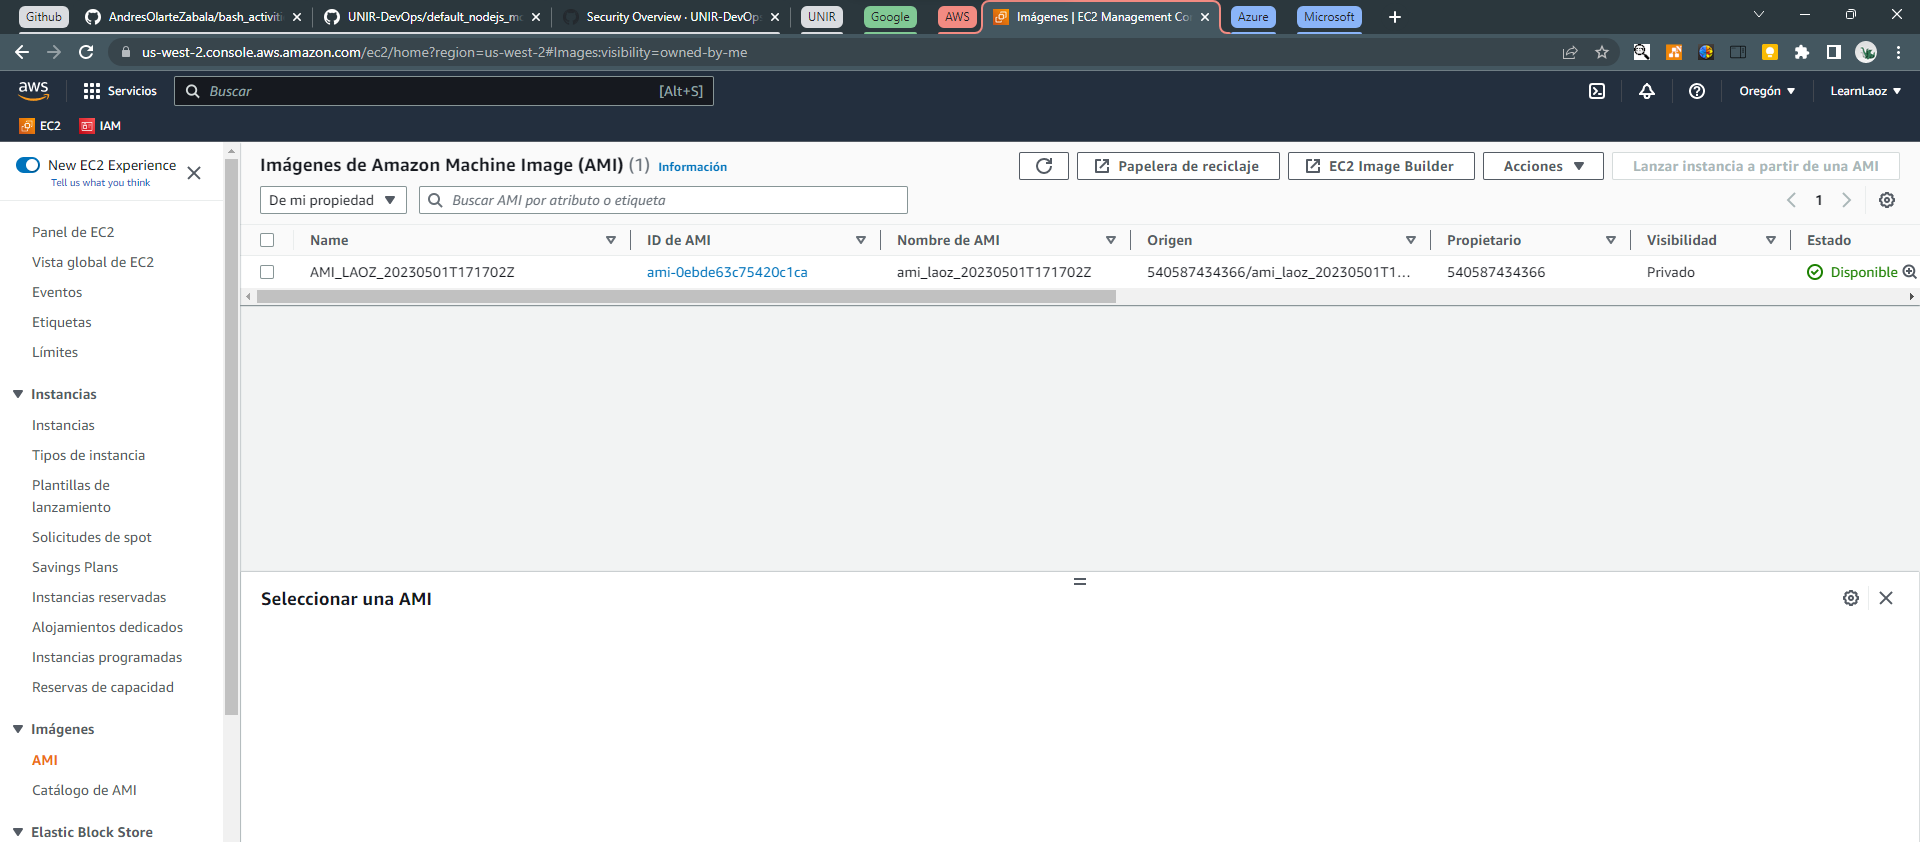 Github AndresOlarteZabala/bash_activiti UNIR-DevOps/default_nodejs_mo Security Overview · UNIR-DevOps UNIR Google AWS Imágenes | EC2 Management Co Azure Microsoft
us-west-2.console.aws.amazon.com/ec2/home?region=us-west-2#Images:visibility=owned-by-me
aws Servicios Buscar [Alt+S] Oregón LearnLaoz
EC2 IAM
New EC2 Experience
Tell us what you think
Panel de EC2
Vista global de EC2
Eventos
Etiquetas
Límites
Instancias
Instancias
Tipos de instancia
Plantillas de
lanzamiento
Solicitudes de spot
Savings Plans
Instancias reservadas
Alojamientos dedicados
Instancias programadas
Reservas de capacidad
Imágenes
AMI
Catálogo de AMI
Elastic Block Store
Imágenes de Amazon Machine Image (AMI) (1) Información
Papelera de reciclaje EC2 Image Builder Acciones Lanzar instancia a partir de una AMI
De mi propiedad Buscar AMI por atributo o etiqueta 1
Name ID de AMI Nombre de AMI Origen Propietario Visibilidad Estado
AMI_LAOZ_20230501T171702Z ami-0ebde63c75420c1ca ami_laoz_20230501T171702Z 540587434366/ami_laoz_20230501T1... 540587434366 Privado Disponible
Seleccionar una AMI